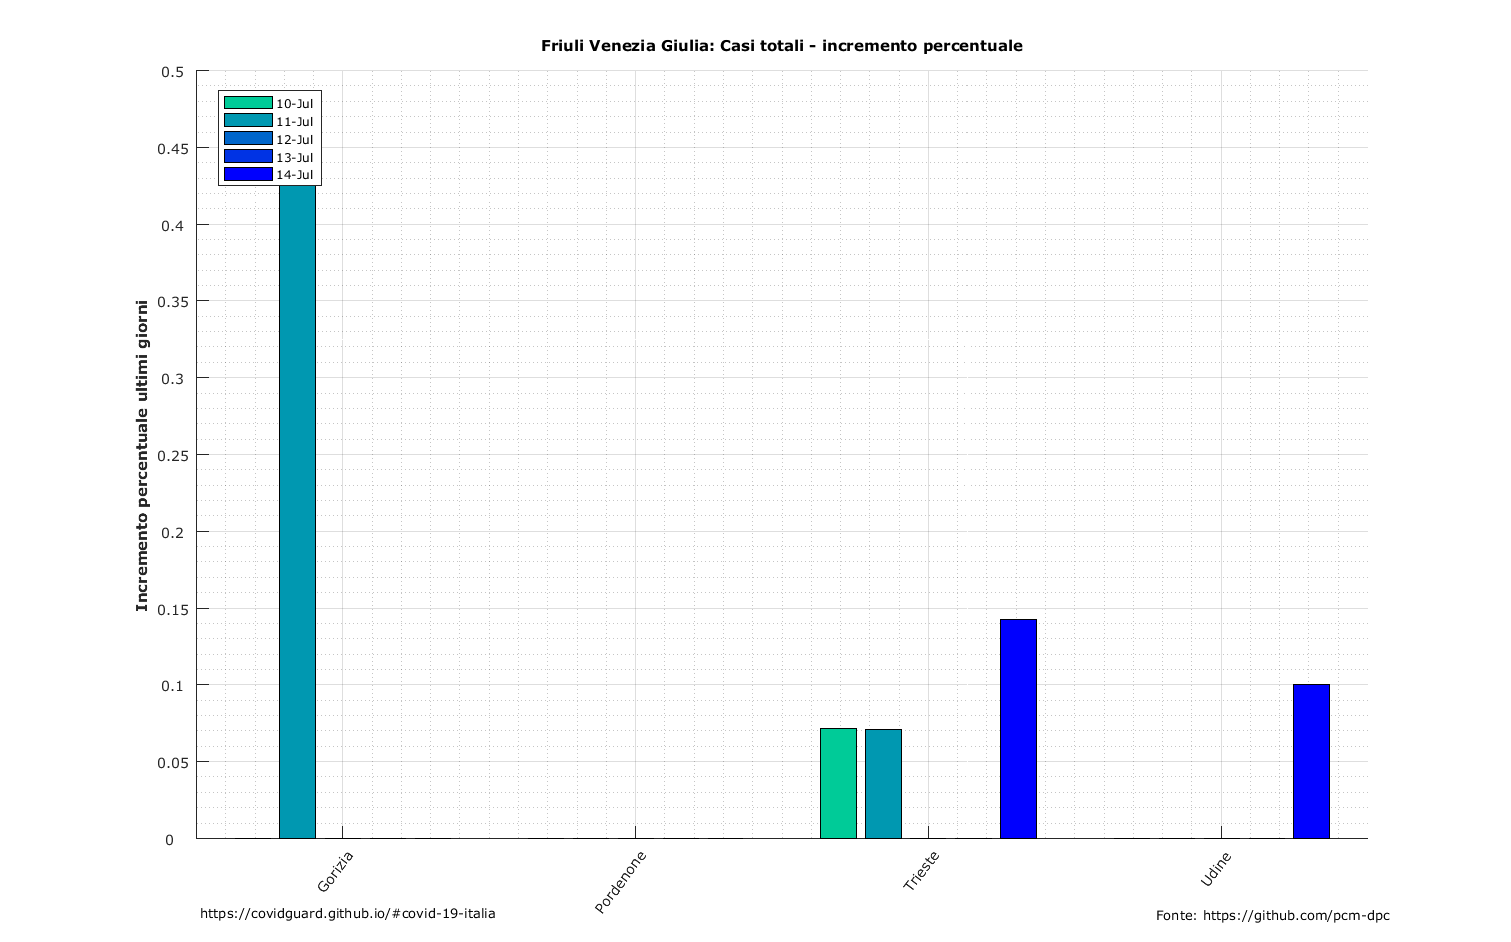 Friuli Venezia Giulia: Casi totali - incremento percentuale
Incremento percentuale ultimi giorni
0.5
0.45
0.4
0.35
0.3
0.25
0.2
0.15
0.1
0.05
0
10-Jul
11-Jul
12-Jul
13-Jul
14-Jul
Gorizia
Pordenone
Trieste
Udine
https://covidguard.github.io/#covid-19-italia
Fonte: https://github.com/pcm-dpc